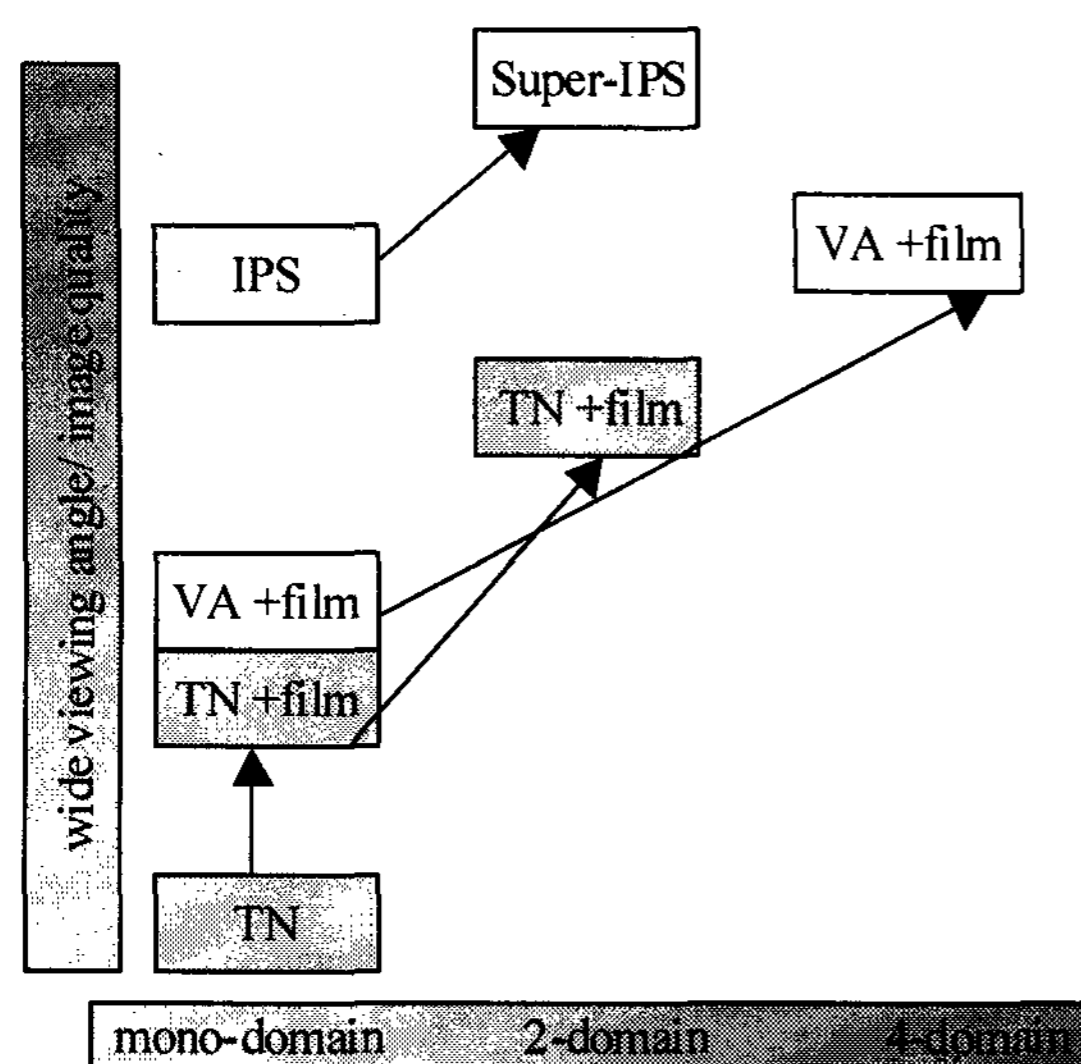 Super-IPS
VA +film
IPS
TN +film
VA +film
TN +film
TN
wide viewing angle/ image quality
mono-domain 2-domain 4-domain